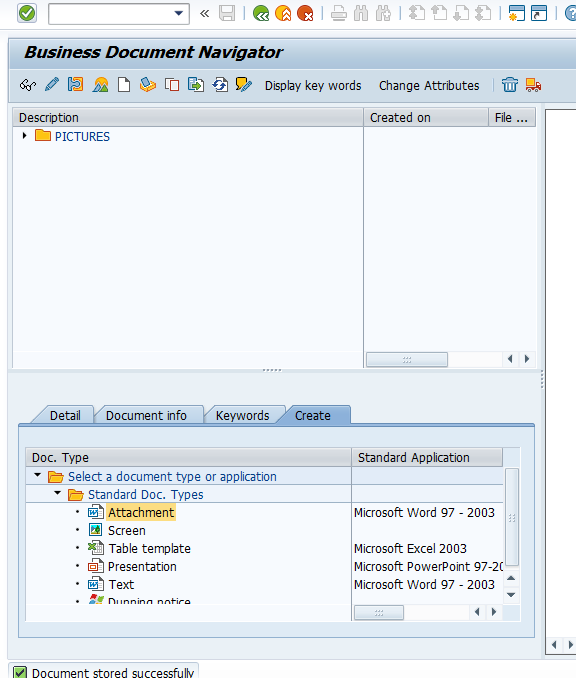 Business Document Navigator
Display key words Change Attributes
Description Created on File ...
PICTURES
Detail Document info Keywords Create
Doc. Type Standard Application
Select a document type or application
Standard Doc. Types
Attachment Microsoft Word 97 - 2003
Screen
Table template Microsoft Excel 2003
Presentation Microsoft PowerPoint 97-20
Text Microsoft Word 97 - 2003
Dunning notice
Document stored successfully